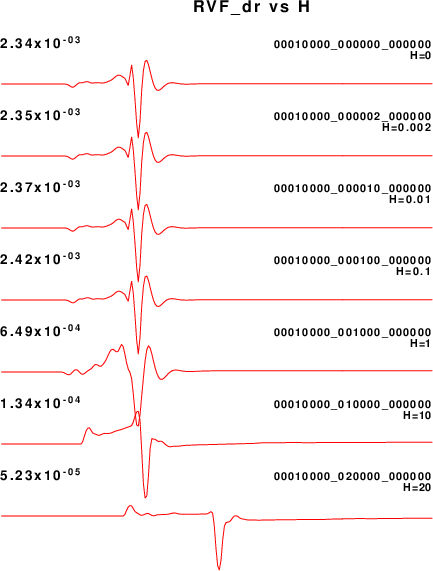 RVF_dr vs H
2.34x10-03 00010000_000000_000000
H=0
2.35x10-03 00010000_000002_000000
H=0.002
2.37x10-03 00010000_000010_000000
H=0.01
2.42x10-03 00010000_000100_000000
H=0.1
6.49x10-04 00010000_001000_000000
H=1
1.34x10-04 00010000_010000_000000
H=10
5.23x10-05 00010000_020000_000000
H=20